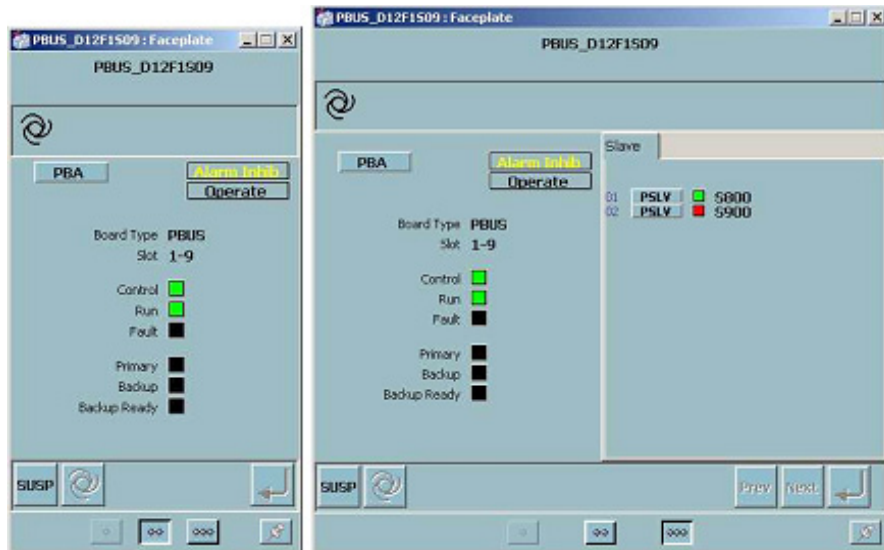 PBUS_D12F1S09 : Faceplate
PBUS_D12F1S09
PBA
Alarm Inhib
Operate
Board Type PBUS
Slot 1-9
Control
Run
Fault
Primary
Backup
Backup Ready
SUSP
PBUS_D12F1S09 : Faceplate
PBUS_D12F1S09
PBA
Alarm Inhib
Operate
Board Type PBUS
Slot 1-9
Control
Run
Fault
Primary
Backup
Backup Ready
Slave
01 PSLV S800
02 PSLV S900
SUSP
Prev Next